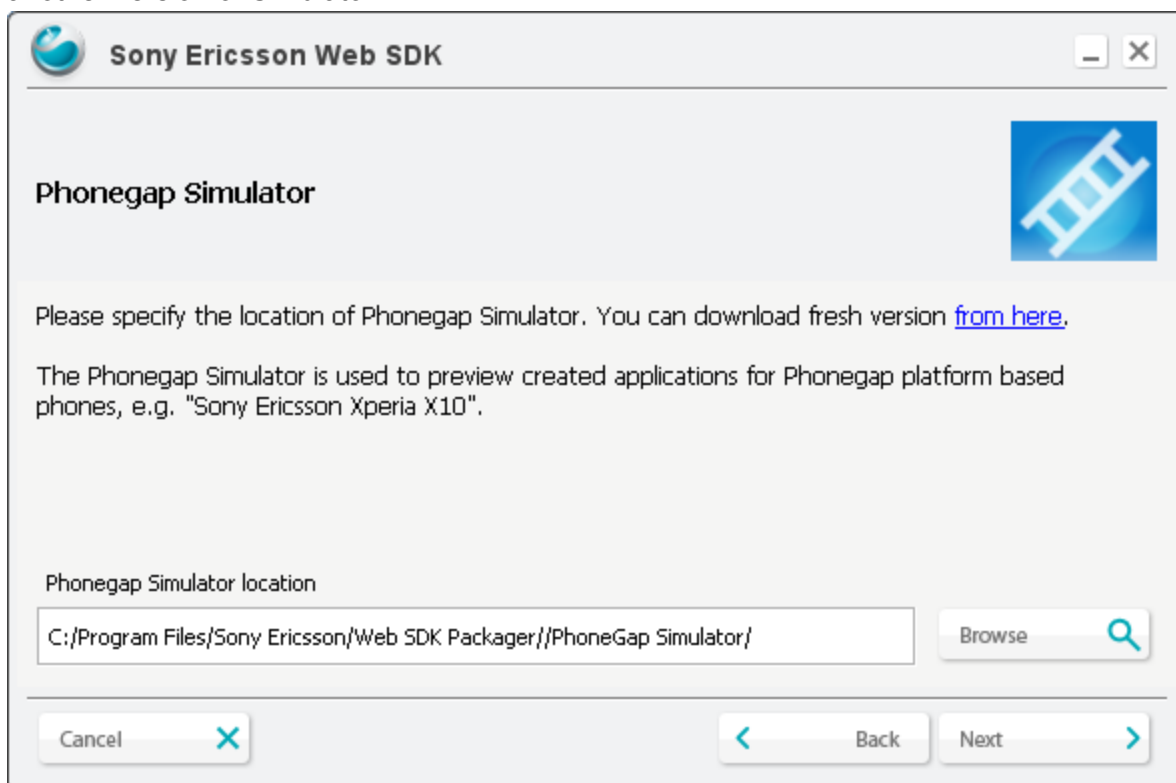 Sony Ericsson Web SDK
Phonegap Simulator
Please specify the location of Phonegap Simulator. You can download fresh version from here.
The Phonegap Simulator is used to preview created applications for Phonegap platform based
phones, e.g. "Sony Ericsson Xperia X10".
Phonegap Simulator location
C:/Program Files/Sony Ericsson/Web SDK Packager//PhoneGap Simulator/
Browse
Cancel
Back
Next